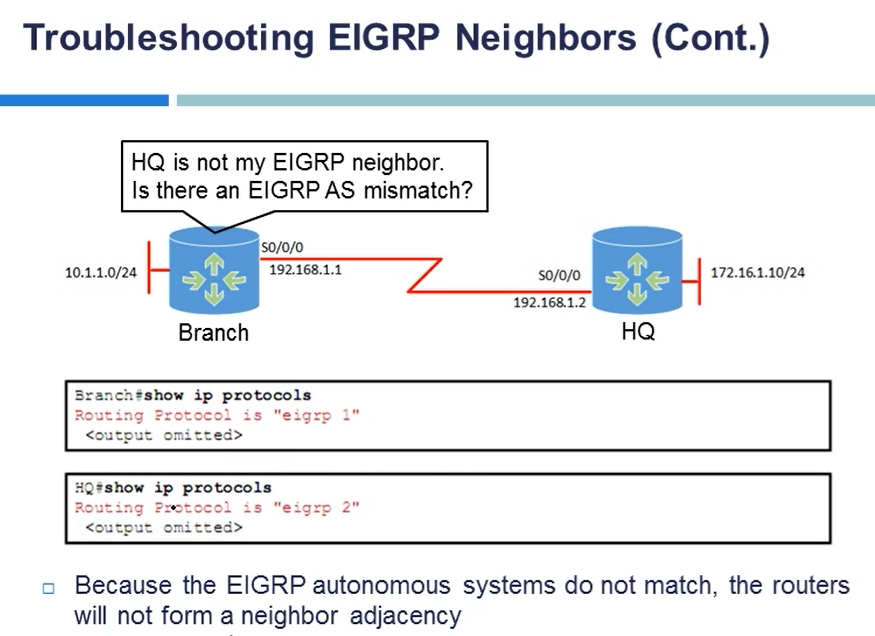 Troubleshooting EIGRP Neighbors (Cont.)
HQ is not my EIGRP neighbor.
Is there an EIGRP AS mismatch?
S0/0/0
192.168.1.1
10.1.1.0/24
S0/0/0
192.168.1.2
172.16.1.10/24
Branch
HQ
Branch#show ip protocols
Routing Protocol is "eigrp 1"
<output omitted>
HQ#show ip protocols
Routing Protocol is "eigrp 2"
<output omitted>
Because the EIGRP autonomous systems do not match, the routers
will not form a neighbor adjacency